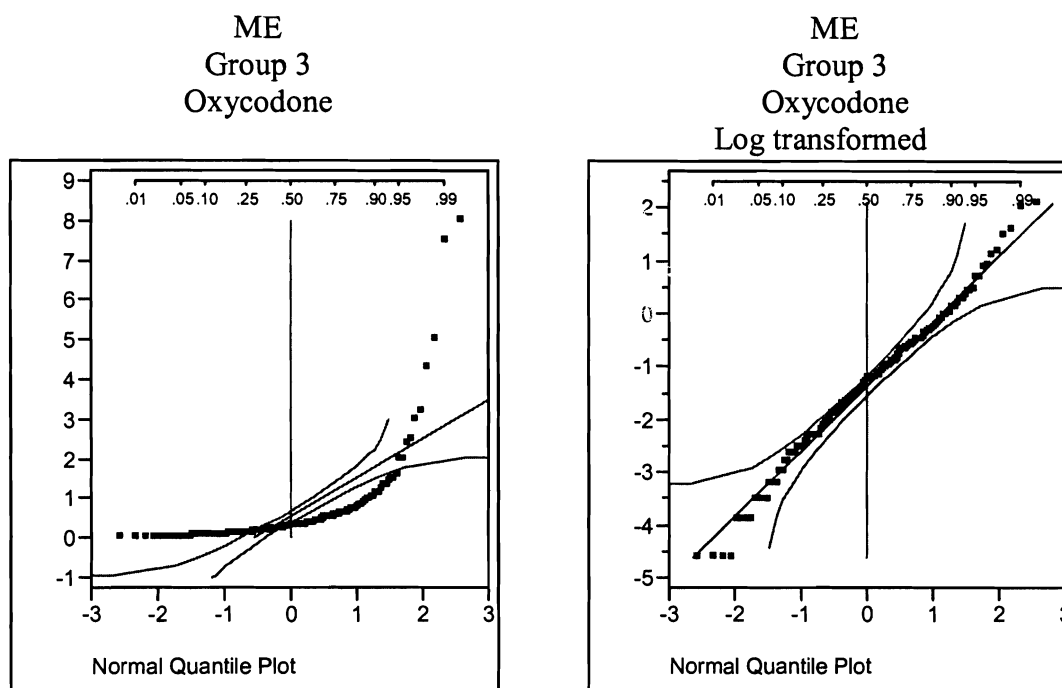 ME
Group 3
Oxycodone
9
8
7
6
5
4
3
2
1
0
-1
.01 .05 .10 .25 .50 .75 .90 .95 .99
-3 -2 -1 0 1 2 3
Normal Quantile Plot
ME
Group 3
Oxycodone
Log transformed
2
1
0
-1
-2
-3
-4
-5
.01 .05 .10 .25 .50 .75 .90 .95 .99
-3 -2 -1 0 1 2 3
Normal Quantile Plot